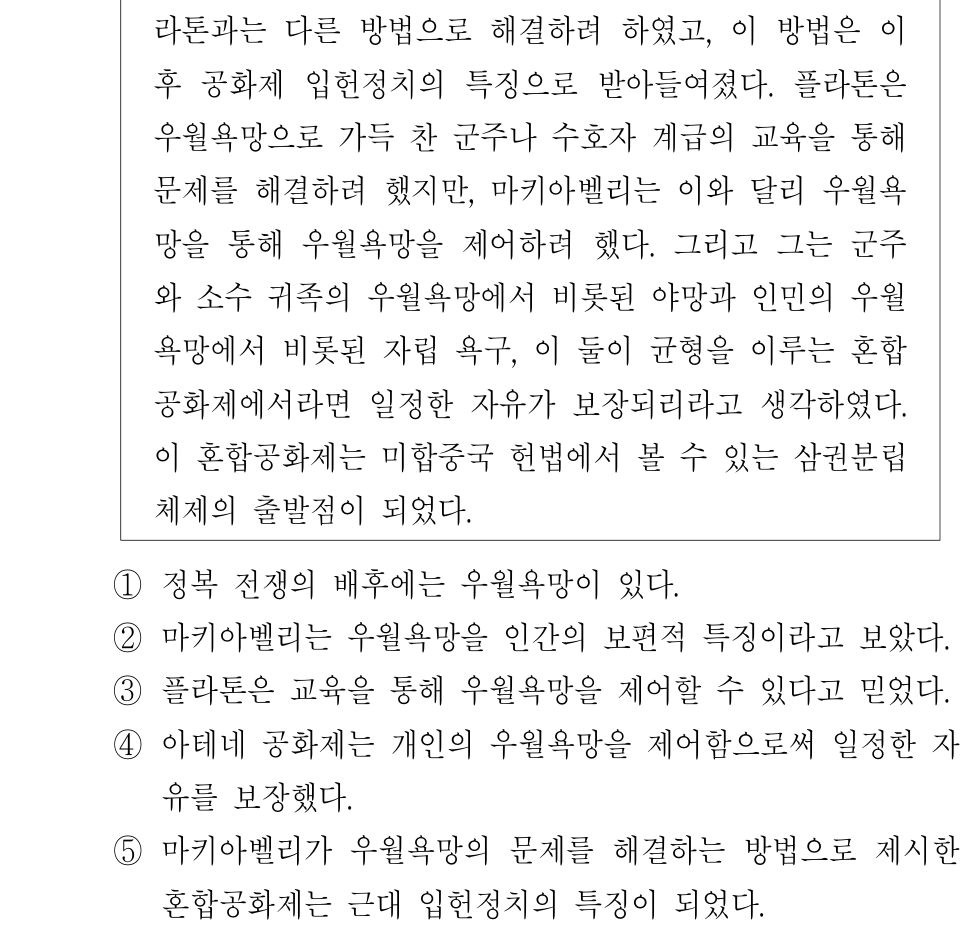 라톤과는 다른 방법으로 해결하려 하였고, 이 방법은 이
후 공화제 입헌정치의 특징으로 받아들여졌다. 플라톤은
우월욕망으로 가득 찬 군주나 수호자 계급의 교육을 통해
문제를 해결하려 했지만, 마키아벨리는 이와 달리 우월욕
망을 통해 우월욕망을 제어하려 했다. 그리고 그는 군주
와 소수 귀족의 우월욕망에서 비롯된 야망과 인민의 우월
욕망에서 비롯된 자립 욕구, 이 둘이 균형을 이루는 혼합
공화제에서라면 일정한 자유가 보장되리라고 생각하였다.
이 혼합공화제는 미합중국 헌법에서 볼 수 있는 삼권분립
체제의 출발점이 되었다.
① 정복 전쟁의 배후에는 우월욕망이 있다.
② 마키아벨리는 우월욕망을 인간의 보편적 특징이라고 보았다.
③ 플라톤은 교육을 통해 우월욕망을 제어할 수 있다고 믿었다.
④ 아테네 공화제는 개인의 우월욕망을 제어함으로써 일정한 자
유를 보장했다.
⑤ 마키아벨리가 우월욕망의 문제를 해결하는 방법으로 제시한
혼합공화제는 근대 입헌정치의 특징이 되었다.